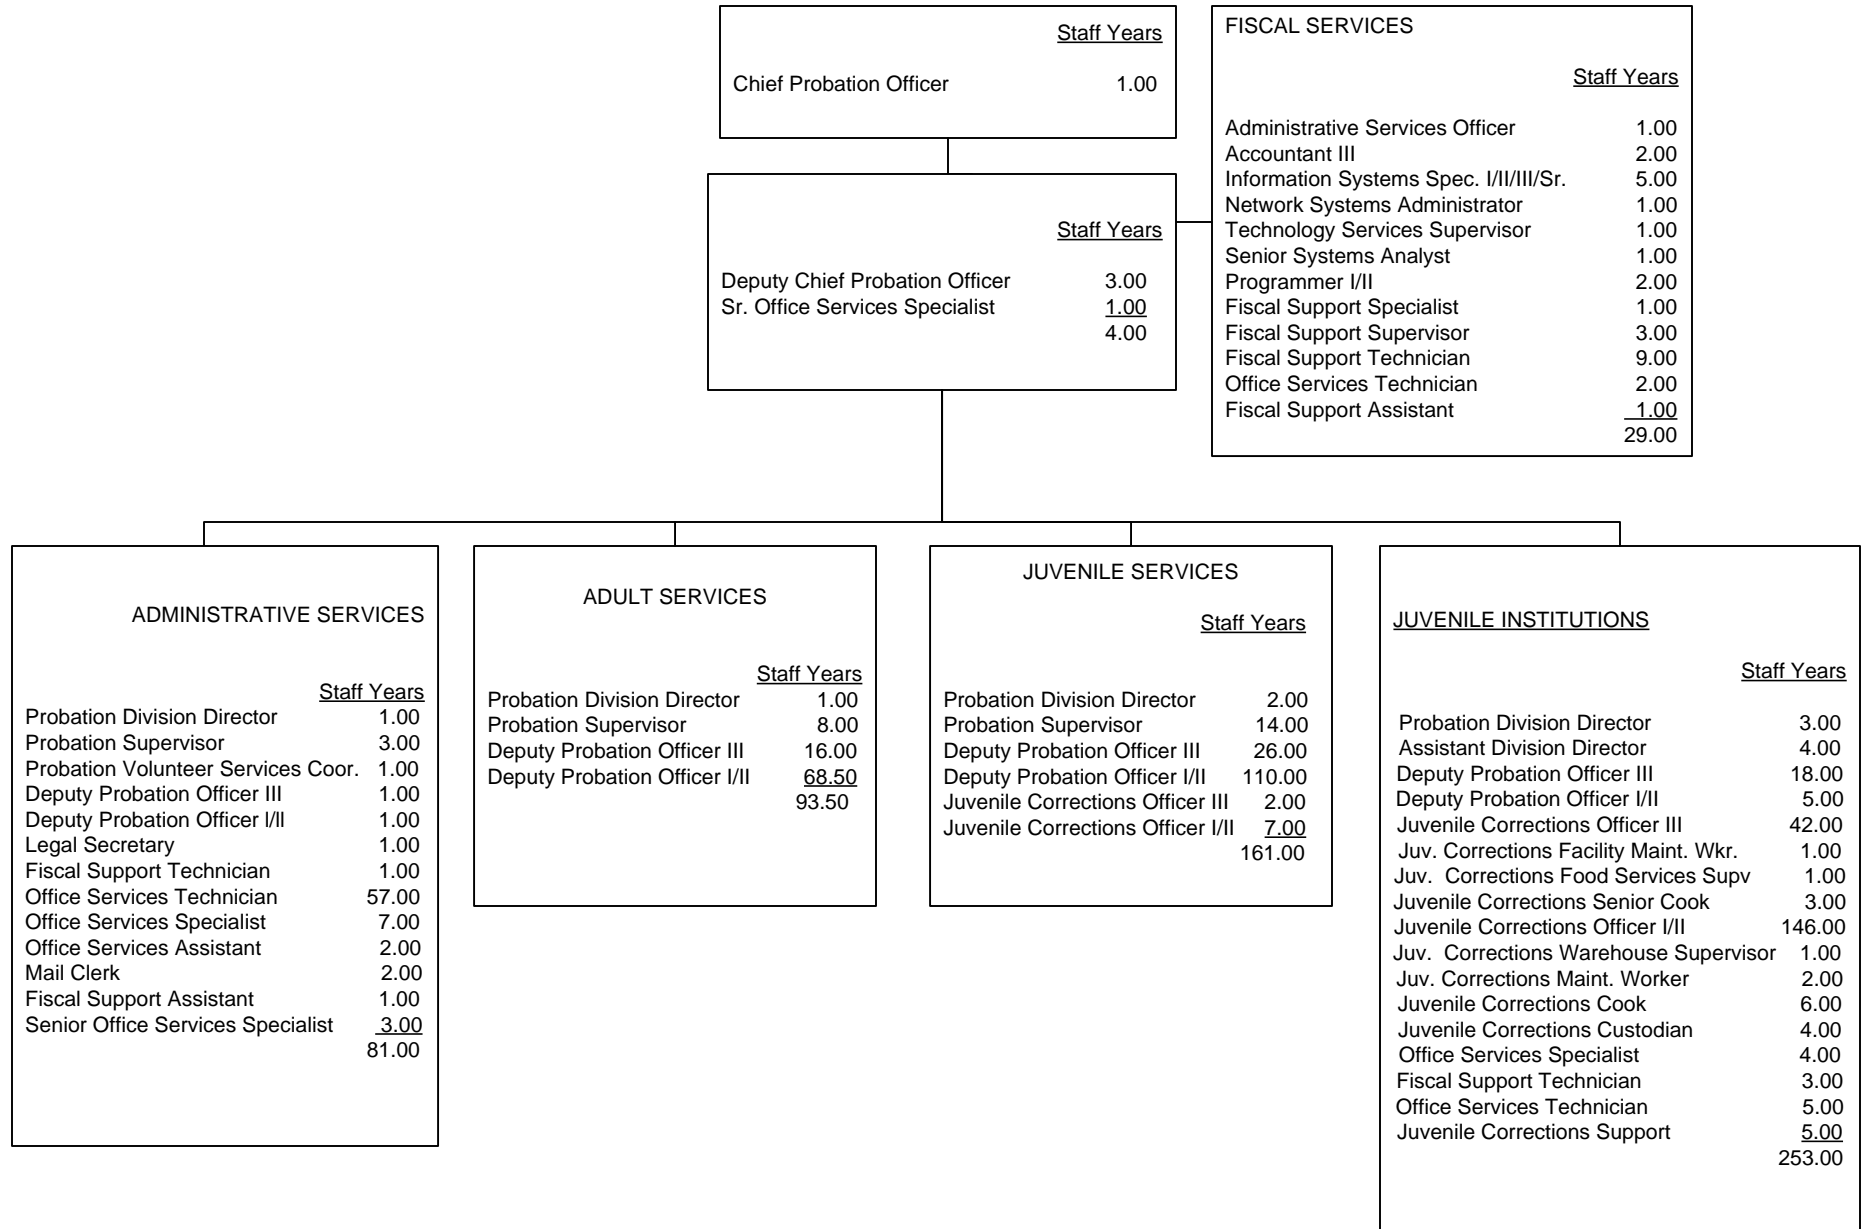 Staff Years
Chief Probation Officer 1.00
FISCAL SERVICES
Staff Years
Administrative Services Officer 1.00
Accountant III 2.00
Information Systems Spec. I/II/III/Sr. 5.00
Network Systems Administrator 1.00
Technology Services Supervisor 1.00
Senior Systems Analyst 1.00
Programmer I/II 2.00
Fiscal Support Specialist 1.00
Fiscal Support Supervisor 3.00
Fiscal Support Technician 9.00
Office Services Technician 2.00
Fiscal Support Assistant 1.00
29.00
Staff Years
Deputy Chief Probation Officer 3.00
Sr. Office Services Specialist 1.00
4.00
ADMINISTRATIVE SERVICES
Staff Years
Probation Division Director 1.00
Probation Supervisor 3.00
Probation Volunteer Services Coor. 1.00
Deputy Probation Officer III 1.00
Deputy Probation Officer I/II 1.00
Legal Secretary 1.00
Fiscal Support Technician 1.00
Office Services Technician 57.00
Office Services Specialist 7.00
Office Services Assistant 2.00
Mail Clerk 2.00
Fiscal Support Assistant 1.00
Senior Office Services Specialist 3.00
81.00
ADULT SERVICES
Staff Years
Probation Division Director 1.00
Probation Supervisor 8.00
Deputy Probation Officer III 16.00
Deputy Probation Officer I/II 68.50
93.50
JUVENILE SERVICES
Staff Years
Probation Division Director 2.00
Probation Supervisor 14.00
Deputy Probation Officer III 26.00
Deputy Probation Officer I/II 110.00
Juvenile Corrections Officer III 2.00
Juvenile Corrections Officer I/II 7.00
161.00
JUVENILE INSTITUTIONS
Staff Years
Probation Division Director 3.00
Assistant Division Director 4.00
Deputy Probation Officer III 18.00
Deputy Probation Officer I/II 5.00
Juvenile Corrections Officer III 42.00
Juv. Corrections Facility Maint. Wkr. 1.00
Juv. Corrections Food Services Supv 1.00
Juvenile Corrections Senior Cook 3.00
Juvenile Corrections Officer I/II 146.00
Juv. Corrections Warehouse Supervisor 1.00
Juv. Corrections Maint. Worker 2.00
Juvenile Corrections Cook 6.00
Juvenile Corrections Custodian 4.00
Office Services Specialist 4.00
Fiscal Support Technician 3.00
Office Services Technician 5.00
Juvenile Corrections Support 5.00
253.00